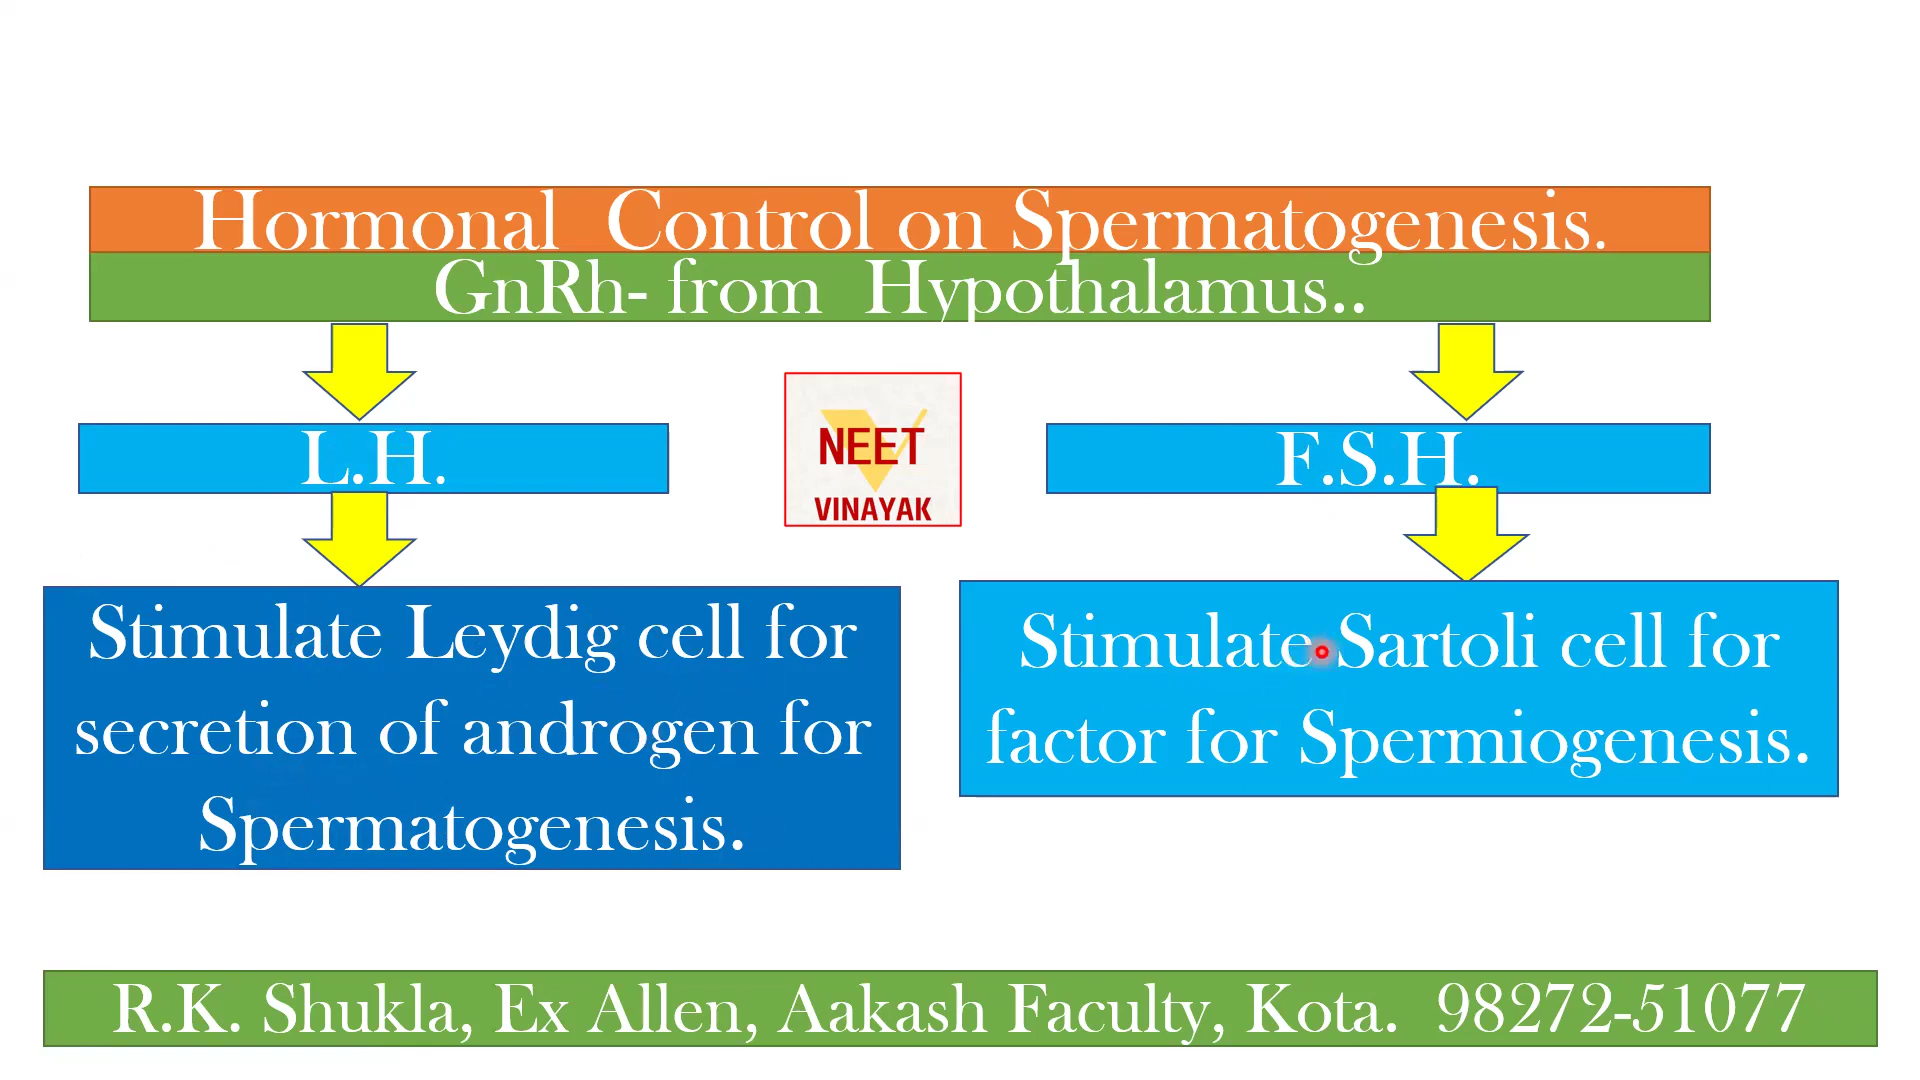 Hormonal Control on Spermatogenesis.
GnRh- from Hypothalamus..
L.H.
NEET
VINAYAK
F.S.H.
Stimulate Leydig cell for
secretion of androgen for
Spermatogenesis.
Stimulate Sartoli cell for
factor for Spermiogenesis.
R.K. Shukla, Ex Allen, Aakash Faculty, Kota. 98272-51077